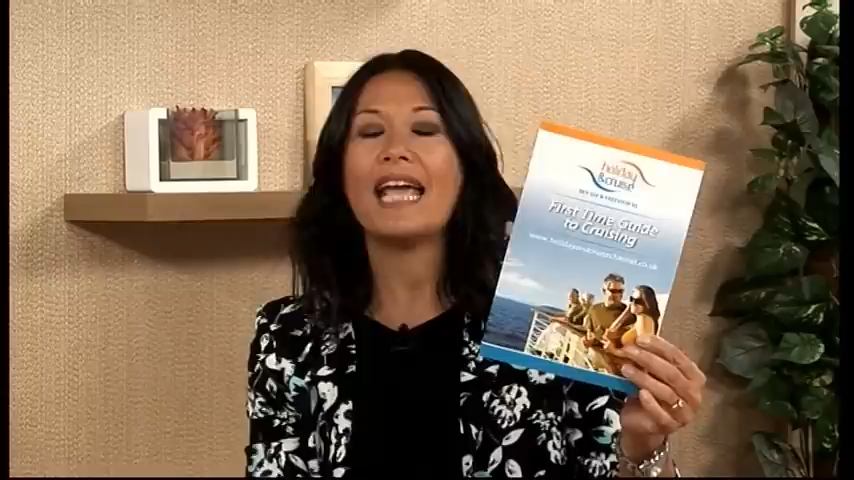 holiday
& cruise
First Time Guide
to Cruising
www.holidayandcruisechannel.co.uk